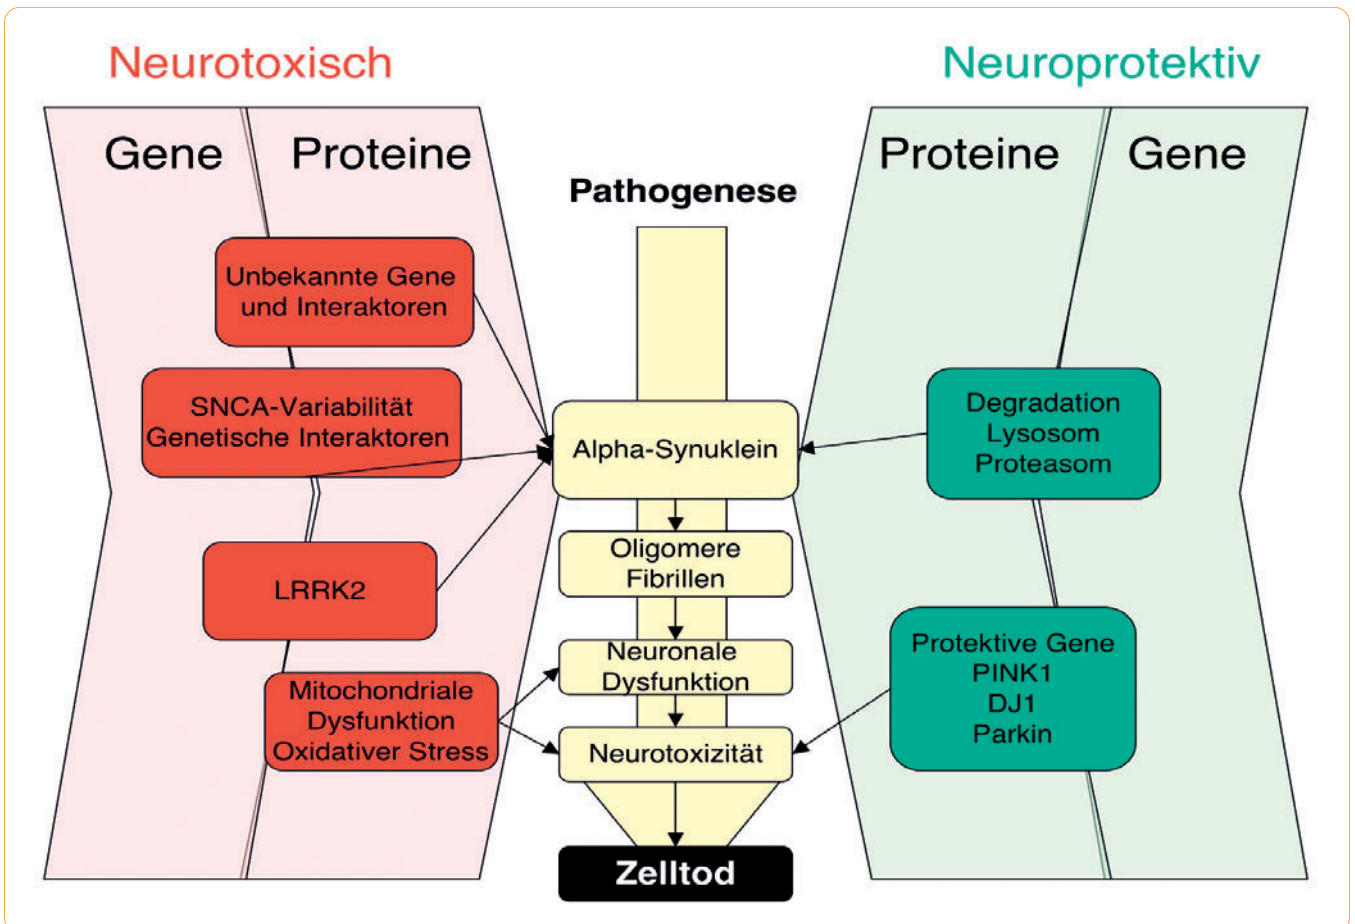 Neurotoxisch
Neuroprotektiv
Gene
Proteine
Proteine
Gene
Pathogenese
Unbekannte Gene
und Interaktoren
SNCA-Variabilität
Genetische Interaktoren
LRRK2
Mitochondriale
Dysfunktion
Oxidativer Stress
Alpha-Synuklein
Oligomere
Fibrillen
Neuronale
Dysfunktion
Neurotoxizität
Zelltod
Degradation
Lysosom
Proteasom
Protektive Gene
PINK1
DJ1
Parkin